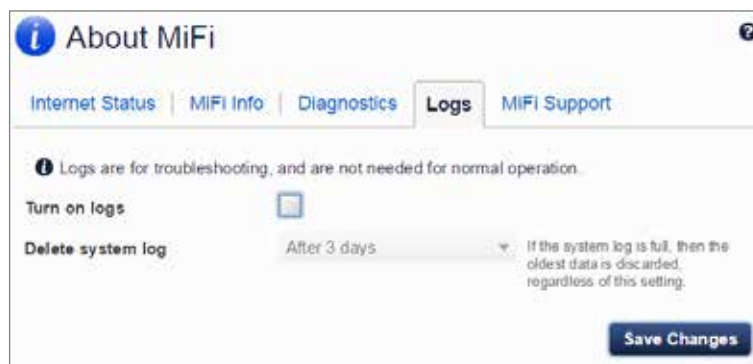 About MiFi
Internet Status | MiFi Info | Diagnostics | Logs | MiFi Support
Logs are for troubleshooting, and are not needed for normal operation.
Turn on logs
Delete system log After 3 days If the system log is full, then the
oldest data is discarded,
regardless of this setting.
Save Changes